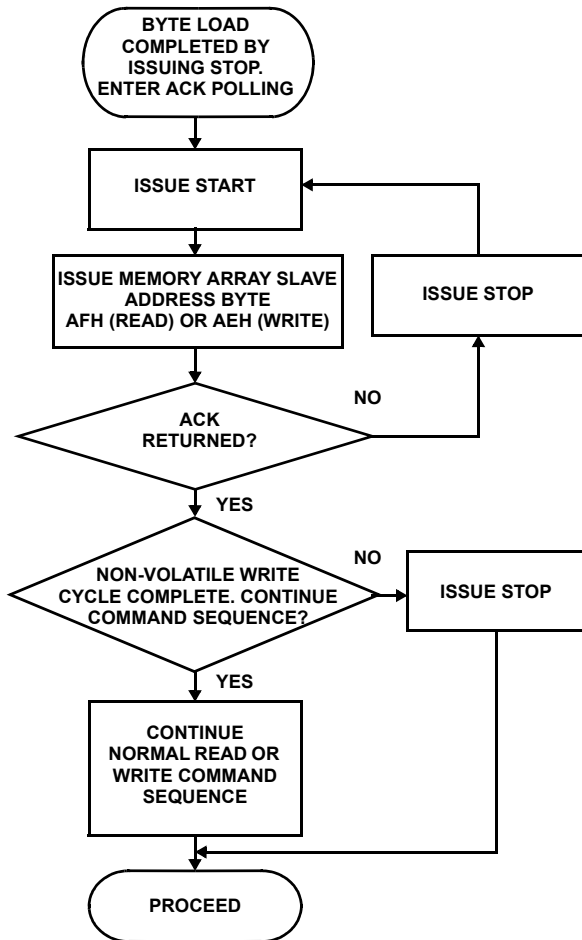 BYTE LOAD
COMPLETED BY
ISSUING STOP.
ENTER ACK POLLING
ISSUE START
ISSUE MEMORY ARRAY SLAVE
ADDRESS BYTE
AFH (READ) OR AEH (WRITE)
ISSUE STOP
NO
ACK
RETURNED?
YES
NO
NON-VOLATILE WRITE
CYCLE COMPLETE. CONTINUE
COMMAND SEQUENCE?
ISSUE STOP
YES
CONTINUE
NORMAL READ OR
WRITE COMMAND
SEQUENCE
PROCEED